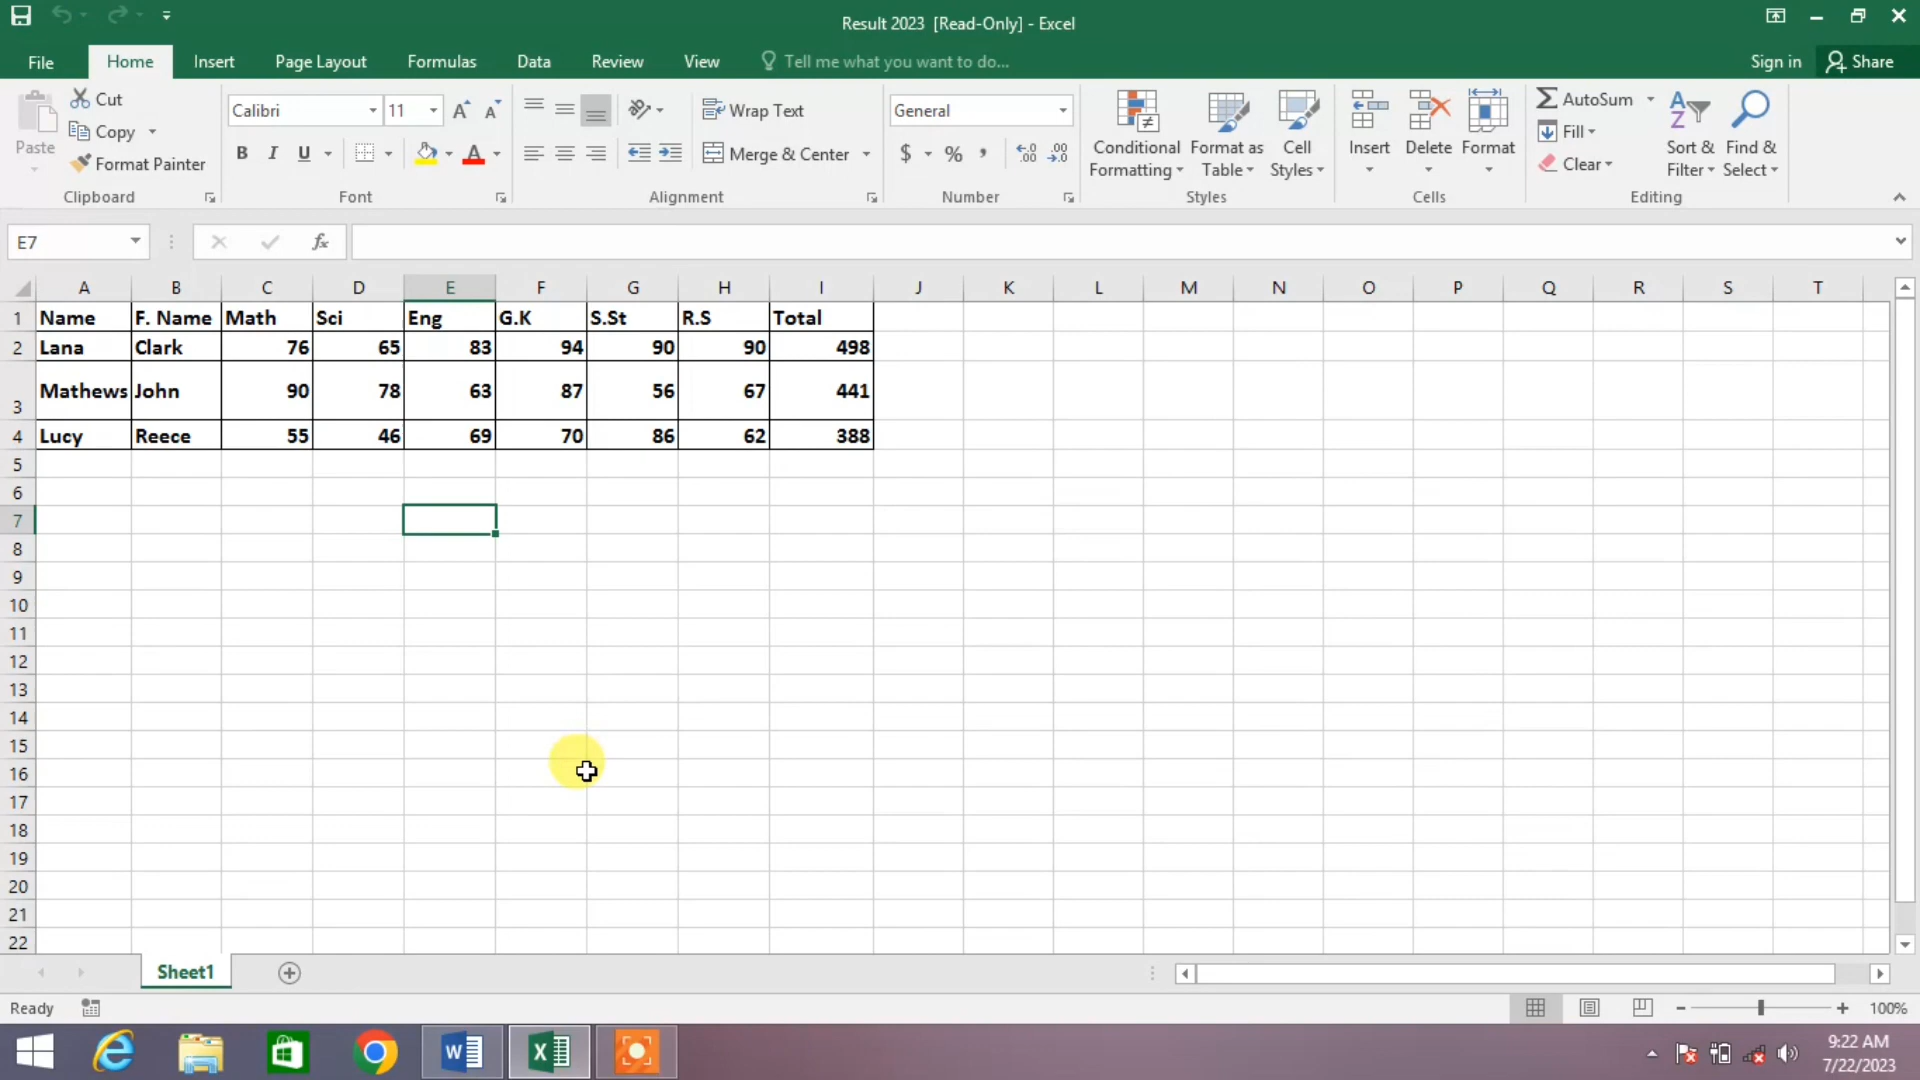 Result 2023 [Read-Only] - Excel
File Home Insert Page Layout Formulas Data Review View Tell me what you want to do... Sign in Share
Paste
Cut
Copy
Format Painter
Clipboard
Calibri 11
B I U
Font
Wrap Text
Merge & Center
Alignment
General
$ % ,
Number
Conditional Formatting
Format as Table
Cell Styles
Styles
Insert Delete Format
Cells
AutoSum
Fill
Clear
Sort & Filter
Find & Select
Editing
E7 fx
A B C D E F G H I J K L M N O P Q R S T
1 Name F. Name Math Sci Eng G.K S.St R.S Total
2 Lana Clark 76 65 83 94 90 90 498
3 Mathews John 90 78 63 87 56 67 441
4 Lucy Reece 55 46 69 70 86 62 388
5
6
7
8
9
10
11
12
13
14
15
16
17
18
19
20
21
22
Sheet1
Ready 100%
9:22 AM
7/22/2023